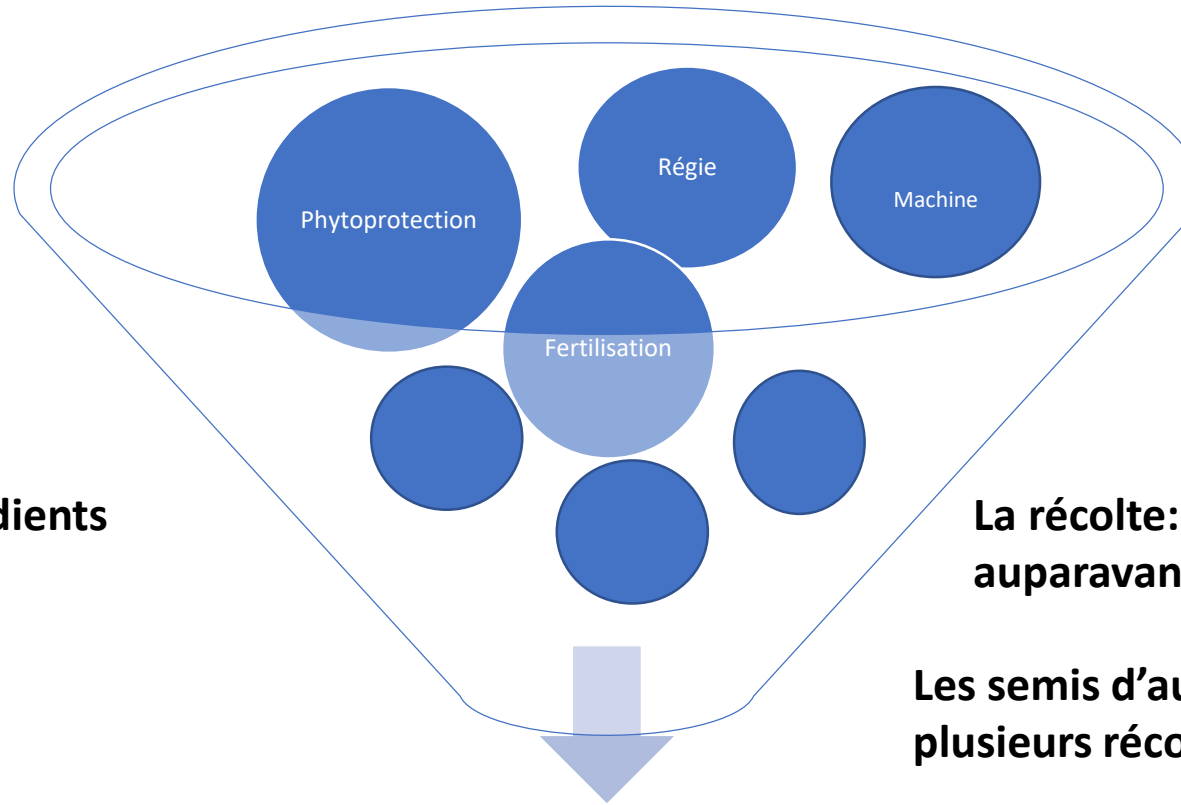 Régie
Machine
Phytoprotection
Fertilisation
dients
La récolte:
auparavan
Les semis d’au
plusieurs réco